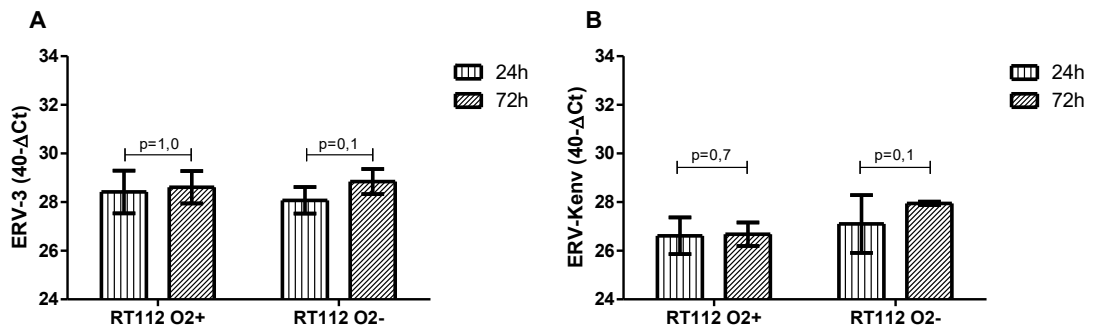 A
ERV-3 (40-ΔCt)
34
32
30
28
26
24
p=1,0
p=0,1
24h
72h
RT112 O2+
RT112 O2-
B
ERV-Kenv (40-ΔCt)
34
32
30
28
26
24
p=0,7
p=0,1
24h
72h
RT112 O2+
RT112 O2-